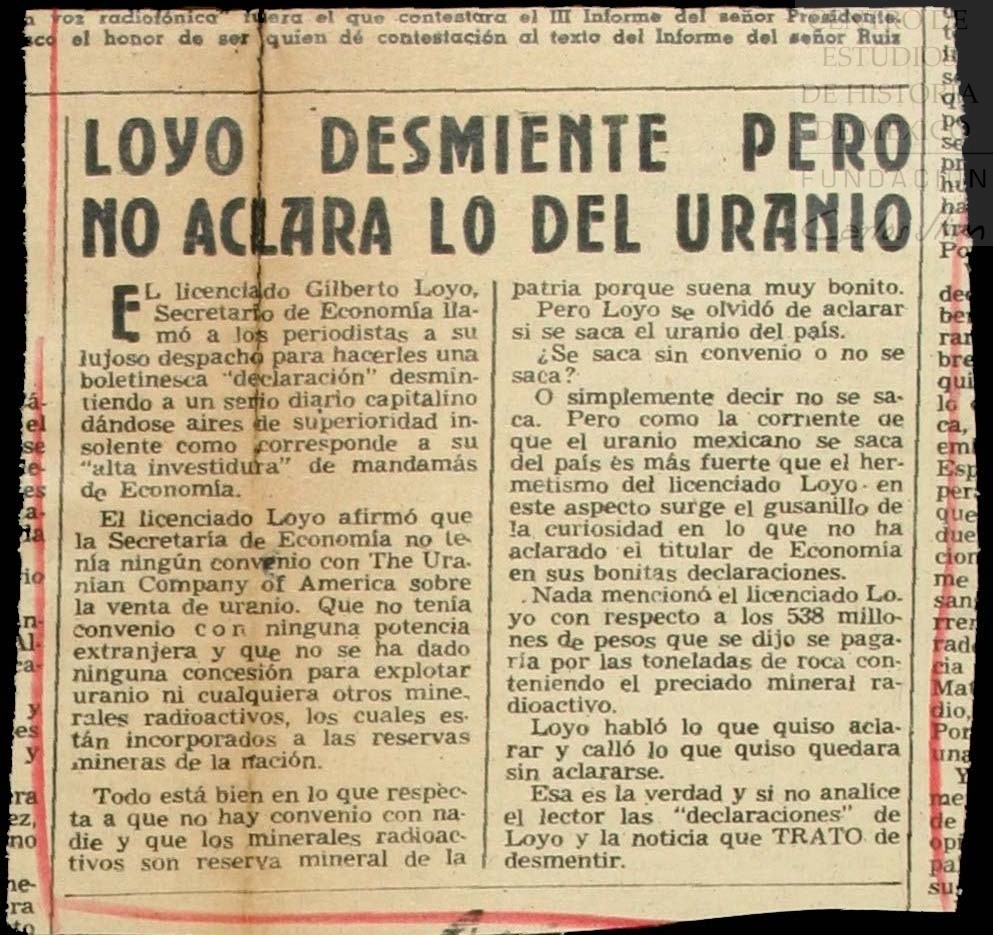 voz radiofónica" fuera el que contestara el III Informe del señor Presidente.
sco el honor de ser quien dé contestación al texto del Informe del señor Ruiz
LOYO DESMIENTE PERO
NO ACLARA LO DEL URANIO
EL licenciado Gilberto Loyo,
Secretario de Economía lla-
mó a los periodistas a su
lujoso despacho para hacerles una
boletinesca "declaración" desmin-
tiendo a un serio diario capitalino
dándose aires de superioridad in-
solente como corresponde a su
"alta investidura" de mandamás
de Economía.
El licenciado Loyo afirmó que
la Secretaría de Economía no te-
nía ningún convenio con The Ura-
nian Company of America sobre
la venta de uranio. Que no tenía
convenio con ninguna potencia
extranjera y que no se ha dado
ninguna concesión para explotar
uranio ni cualquiera otros mine-
rales radioactivos, los cuales es-
tán incorporados a las reservas
mineras de la nación.
Todo está bien en lo que respec-
ta a que no hay convenio con na-
die y que los minerales radioac-
tivos son reserva mineral de la
patria porque suena muy bonito.
Pero Loyo se olvidó de aclarar
si se saca el uranio del país.
¿Se saca sin convenio o no se
saca?
O simplemente decir no se sa-
ca. Pero como la corriente de
que el uranio mexicano se saca
del país es más fuerte que el her-
metismo del licenciado Loyo en
este aspecto surge el gusanillo de
la curiosidad en lo que no ha
aclarado el titular de Economía
en sus bonitas declaraciones.
Nada mencionó el licenciado Lo.
yo con respecto a los 538 millo-
nes de pesos que se dijo se paga-
ría por las toneladas de roca con-
teniendo el preciado mineral ra-
dioactivo.
Loyo habló lo que quiso acla-
rar y calló lo que quiso quedara
sin aclararse.
Esa es la verdad y si no analice
el lector las "declaraciones" de
Loyo y la noticia que TRATO de
desmentir.
ESTUDIOS
DE HISTORIA
DE MÉXICO
FUNDACIÓN
Carlos Slim